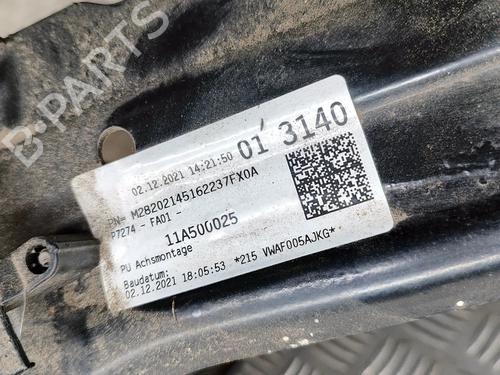 B-PARTS
02.12.2021 14:21:50 01 3140
PN= M28202145162237FX0A
P7274 - FA01 -
11A500025
PU Achsmontage
Baudatum:
02.12.2021 18:05:53 *215 VWAF005AJKG*